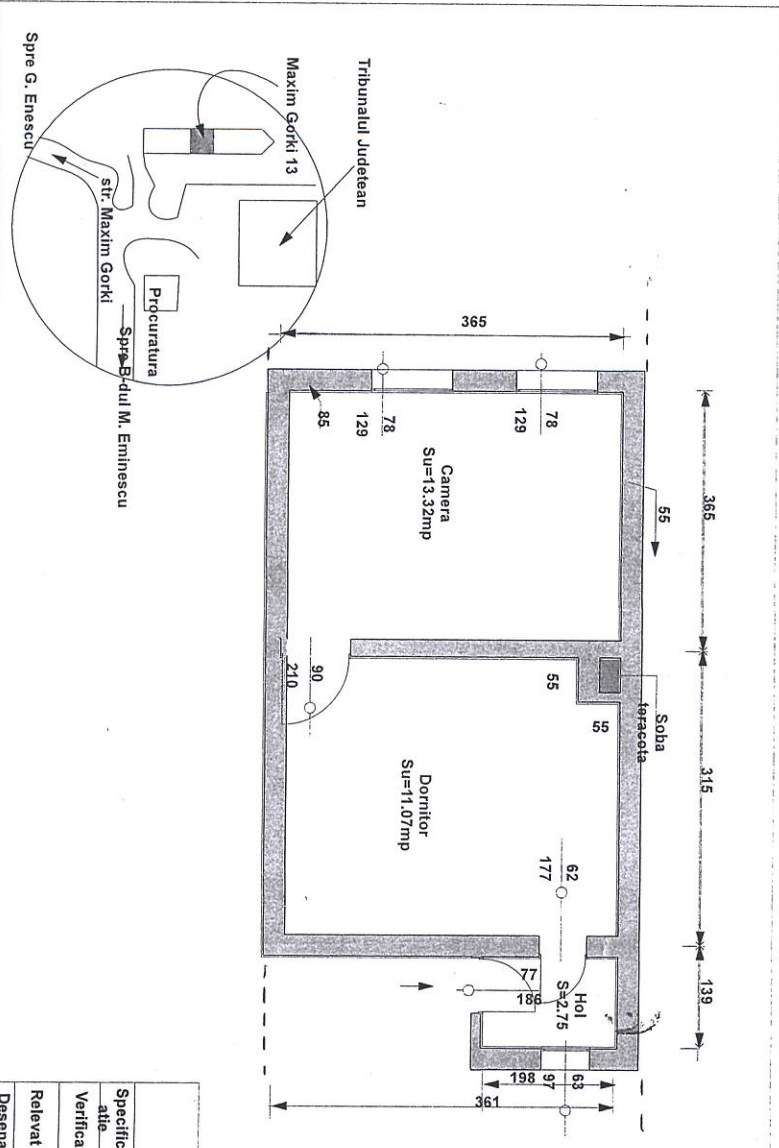 Tribunalul Judetean
Maxim Gorki 13
Spre G. Enescu
str. Maxim Gorki
Procuratura
Spre B-dul M. Eminescu
365
365
55
315
139
85
78
129
78
129
Camera
Su=13.32mp
Soba
teracota
55
55
90
210
Dornitor
Su=11.07mp
62
177
Hol
S=2.75
77
186
63
97
198
361
Specific
atie
Verifica
Relevat
Desena